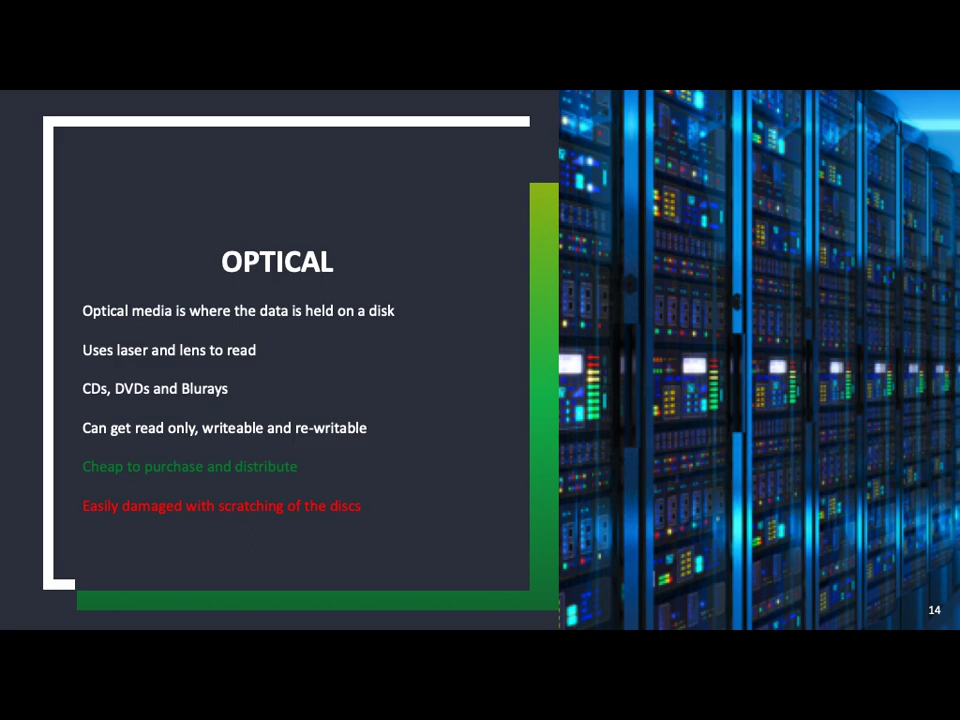 OPTICAL
Optical media is where the data is held on a disk
Uses laser and lens to read
CDs, DVDs and Blurays
Can get read only, writeable and re-writable
Cheap to purchase and distribute
Easily damaged with scratching of the discs
14